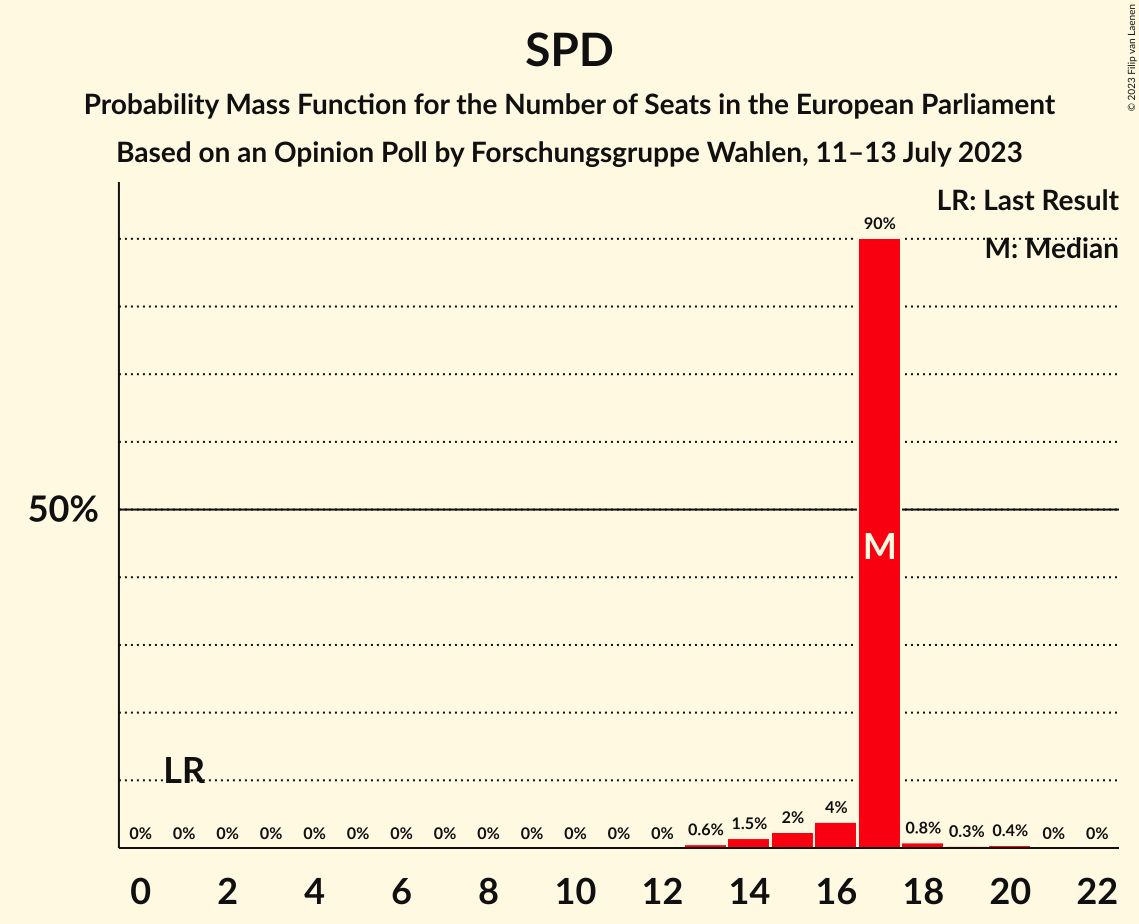 SPD
Probability Mass Function for the Number of Seats in the European Parliament
Based on an Opinion Poll by Forschungsgruppe Wahlen, 11–13 July 2023
© 2023 Filip van Laenen
LR: Last Result
M: Median
90%
50%
M
LR
0% 0% 0% 0% 0% 0% 0% 0% 0% 0% 0% 0% 0% 0.6% 1.5% 2% 4% 0.8% 0.3% 0.4% 0% 0%
0 2 4 6 8 10 12 14 16 18 20 22